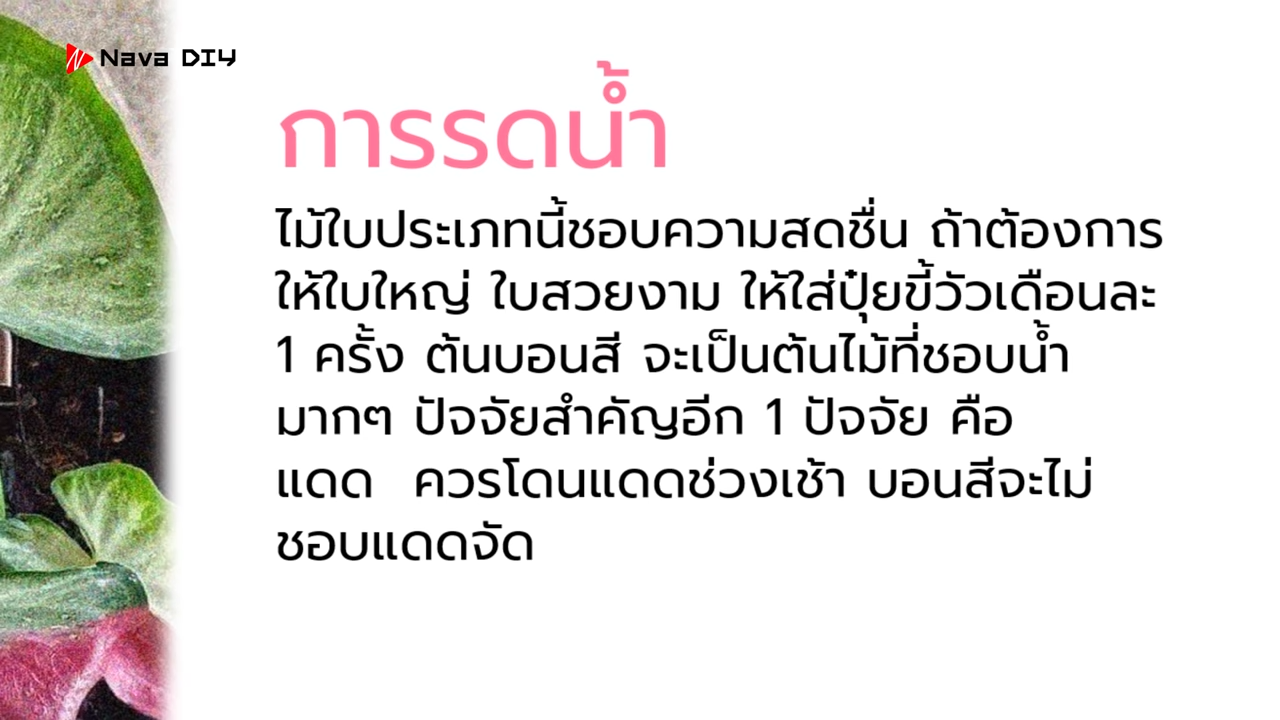 Nava DIY
การรดน้ำ
ไม้ใบประเภทนี้ชอบความสดชื่น ถ้าต้องการ
ให้ใบใหญ่ ใบสวยงาม ให้ใส่ปุ๋ยขี้วัวเดือนละ
1 ครั้ง ต้นบอนสี จะเป็นต้นไม้ที่ชอบน้ำ
มากๆ ปัจจัยสำคัญอีก 1 ปัจจัย คือ
แดด ควรโดนแดดช่วงเช้า บอนสีจะไม่
ชอบแดดจัด